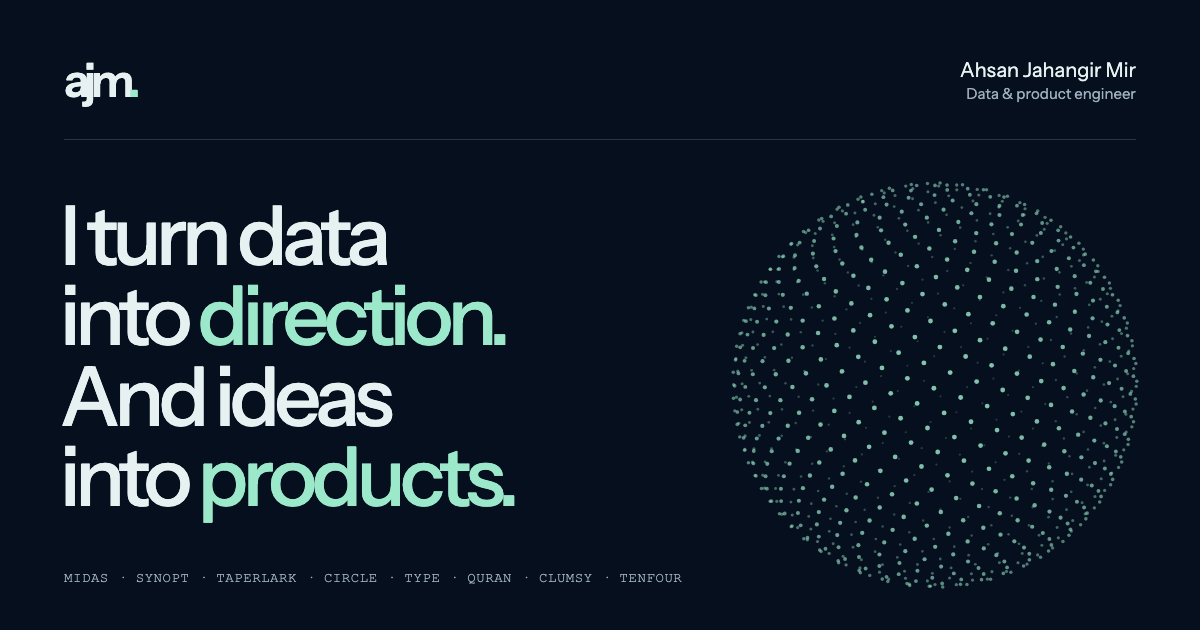 ajm.
Ahsan Jahangir Mir
Data & product engineer
I turn data
into direction.
And ideas
into products.
MIDAS · SYNOPT · TAPERLARK · CIRCLE · TYPE · QURAN · CLUMSY · TENFOUR